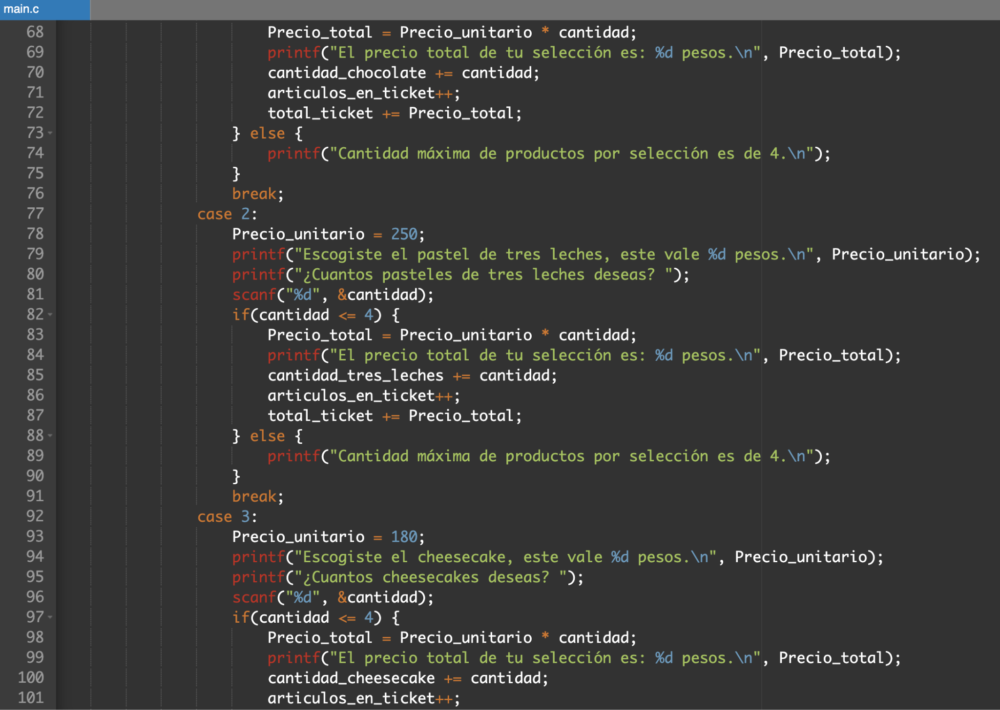 main.c
68 Precio_total = Precio_unitario * cantidad;
69 printf("El precio total de tu selección es: %d pesos.\n", Precio_total);
70 cantidad_chocolate += cantidad;
71 articulos_en_ticket++;
72 total_ticket += Precio_total;
73 } else {
74 printf("Cantidad máxima de productos por selección es de 4.\n");
75 }
76 break;
77 case 2:
78 Precio_unitario = 250;
79 printf("Escogiste el pastel de tres leches, este vale %d pesos.\n", Precio_unitario);
80 printf("¿Cuantos pasteles de tres leches deseas? ");
81 scanf("%d", &cantidad);
82 if(cantidad <= 4) {
83 Precio_total = Precio_unitario * cantidad;
84 printf("El precio total de tu selección es: %d pesos.\n", Precio_total);
85 cantidad_tres_leches += cantidad;
86 articulos_en_ticket++;
87 total_ticket += Precio_total;
88 } else {
89 printf("Cantidad máxima de productos por selección es de 4.\n");
90 }
91 break;
92 case 3:
93 Precio_unitario = 180;
94 printf("Escogiste el cheesecake, este vale %d pesos.\n", Precio_unitario);
95 printf("¿Cuantos cheesecakes deseas? ");
96 scanf("%d", &cantidad);
97 if(cantidad <= 4) {
98 Precio_total = Precio_unitario * cantidad;
99 printf("El precio total de tu selección es: %d pesos.\n", Precio_total);
100 cantidad_cheesecake += cantidad;
101 articulos_en_ticket++;